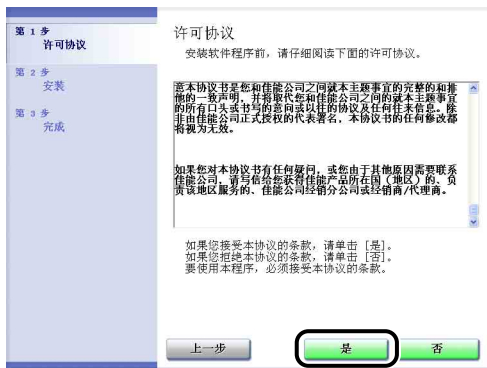 第 1 步
许可协议
第 2 步
安装
第 3 步
完成
许可协议
安装软件程序前，请仔细阅读下面的许可协议。
意本协议书是您和佳能公司之间就本主题事宜的完整的和排
他的一致声明，并将取代您和佳能公司之间的就本主题事宜
的所有口头或书写的意向或以往的协议及任何往来信息。除
非由佳能公司正式授权的代表署名，本协议书的任何修改都
将视为无效。
如果您对本协议书有任何疑问，或您由于其他原因需要联系
佳能公司，请写信给您获得佳能产品所在国（地区）的、负
责该地区服务的、佳能公司经销分公司或经销商/代理商。
如果您接受本协议的条款，请单击［是］。
如果您拒绝本协议的条款，请单击［否］。
要使用本程序，必须接受本协议的条款。
上一步
是
否